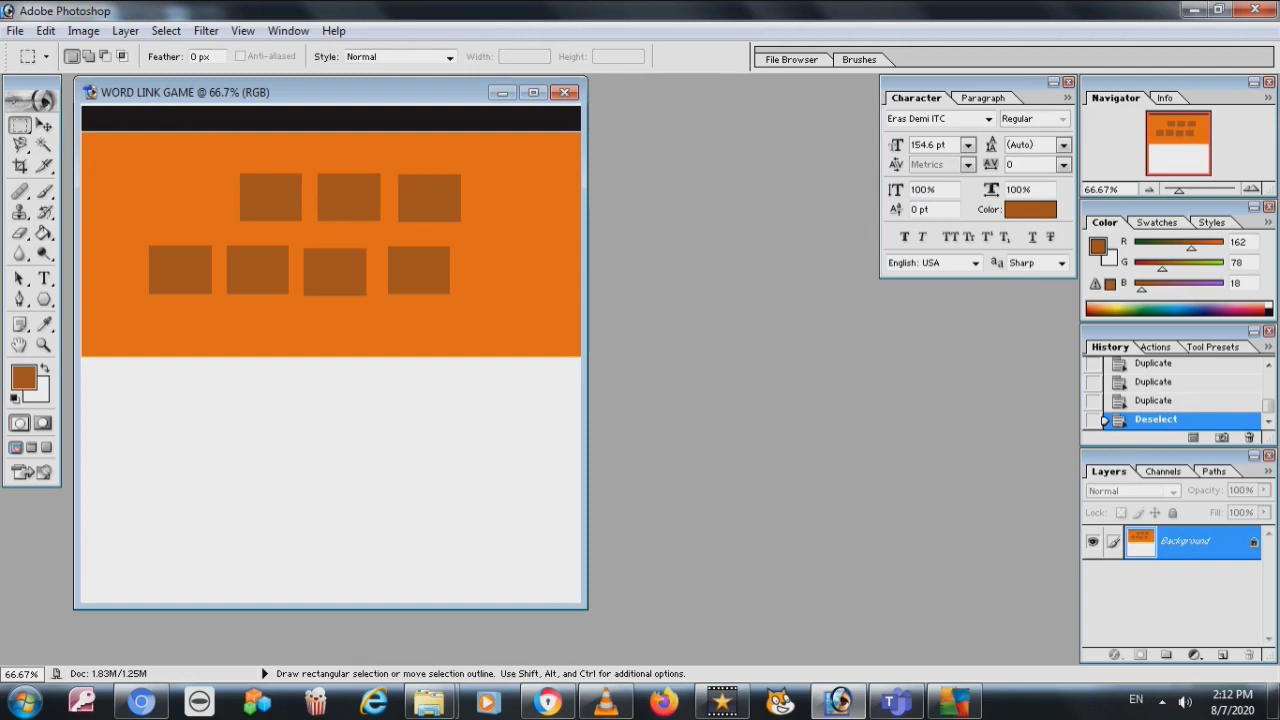 Adobe Photoshop
File Edit Image Layer Select Filter View Window Help
Feather: 0 px Anti-aliased Style: Normal Width: Height: File Browser Brushes
WORD LINK GAME @ 66.7% (RGB)
Character Paragraph
Eras Demi ITC Regular
154.6 pt (Auto)
Metrics 0
100% 100%
0 pt Color:
T T TT Tr T¹ T₁ T T
English: USA aa Sharp
Navigator Info
66.67%
Color Swatches Styles
R 162
G 78
B 18
History Actions Tool Presets
Duplicate
Duplicate
Duplicate
Deselect
Layers Channels Paths
Normal Opacity: 100%
Lock: Fill: 100%
Background
66.67% Doc: 1.83M/1.25M Draw rectangular selection or move selection outline. Use Shift, Alt, and Ctrl for additional options.
EN 2:12 PM
8/7/2020